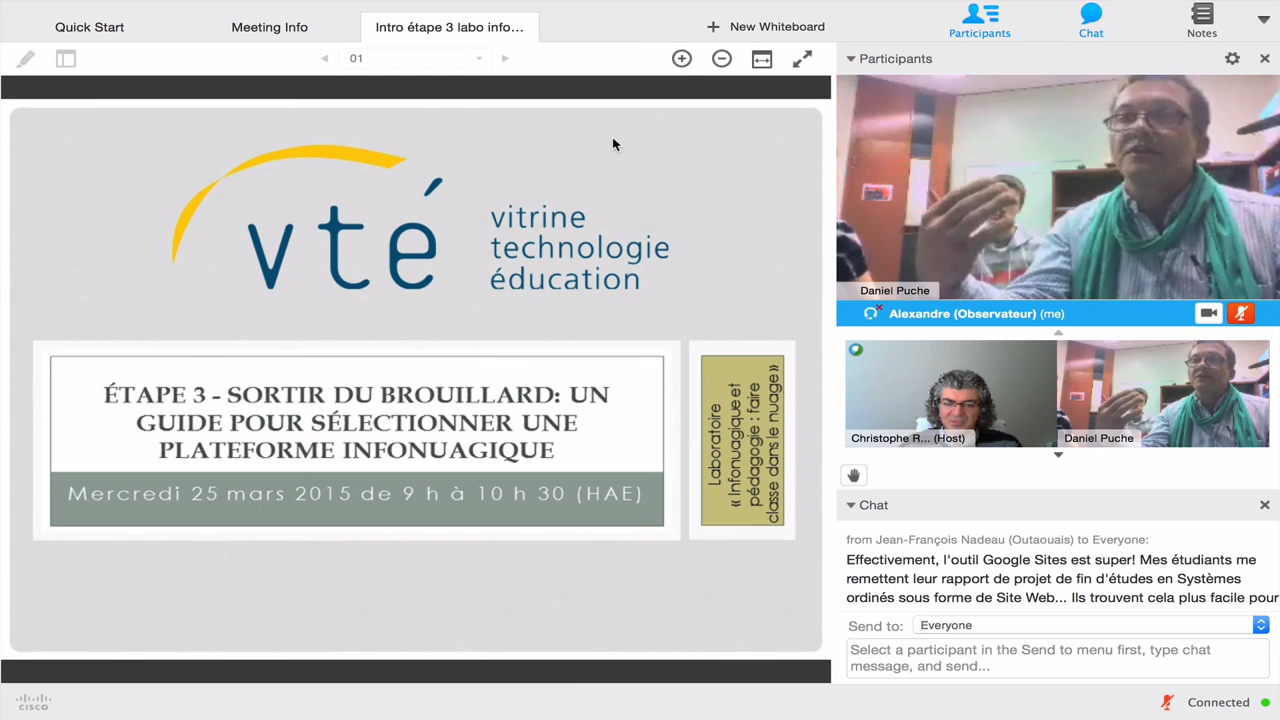 Quick Start
Meeting Info
Intro étape 3 labo info...
New Whiteboard
Participants
Chat
Notes
01
Participants
vté
vitrine
technologie
éducation
Daniel Puche
Alexandre (Observateur) (me)
ÉTAPE 3 - SORTIR DU BROUILLARD: UN
GUIDE POUR SÉLECTIONNER UNE
PLATEFORME INFONUAGIQUE
Mercredi 25 mars 2015 de 9 h à 10 h 30 (HAE)
Laboratoire
« Infonuagique et
pédagogie : faire
classe dans le nuage »
Christophe R... (Host)
Daniel Puche
Chat
from Jean-François Nadeau (Outaouais) to Everyone:
Effectivement, l'outil Google Sites est super! Mes étudiants me
remettent leur rapport de projet de fin d'études en Systèmes
ordinés sous forme de Site Web... Ils trouvent cela plus facile pour
Send to:
Everyone
Select a participant in the Send to menu first, type chat
message, and send...
CISCO
Connected